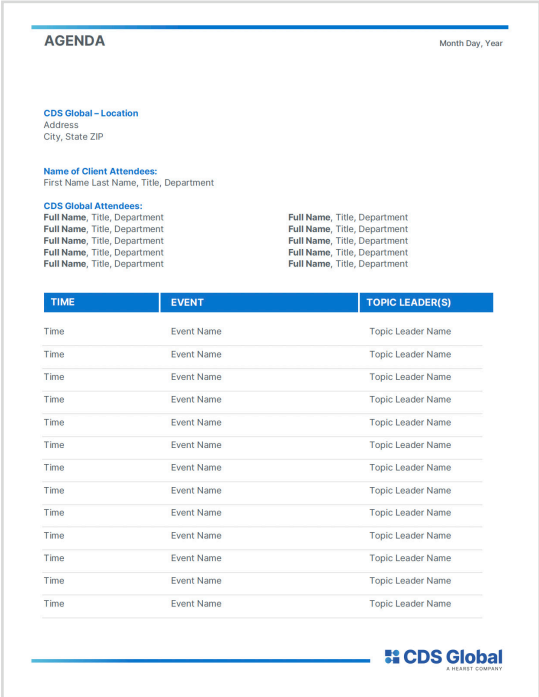 AGENDA
Month Day, Year
CDS Global – Location
Address
City, State ZIP
Name of Client Attendees:
First Name Last Name, Title, Department
CDS Global Attendees:
Full Name, Title, Department Full Name, Title, Department
Full Name, Title, Department Full Name, Title, Department
Full Name, Title, Department Full Name, Title, Department
Full Name, Title, Department Full Name, Title, Department
Full Name, Title, Department Full Name, Title, Department
TIME EVENT TOPIC LEADER(S)
Time Event Name Topic Leader Name
Time Event Name Topic Leader Name
Time Event Name Topic Leader Name
Time Event Name Topic Leader Name
Time Event Name Topic Leader Name
Time Event Name Topic Leader Name
Time Event Name Topic Leader Name
Time Event Name Topic Leader Name
Time Event Name Topic Leader Name
Time Event Name Topic Leader Name
Time Event Name Topic Leader Name
Time Event Name Topic Leader Name
Time Event Name Topic Leader Name
CDS Global
A HEARST COMPANY